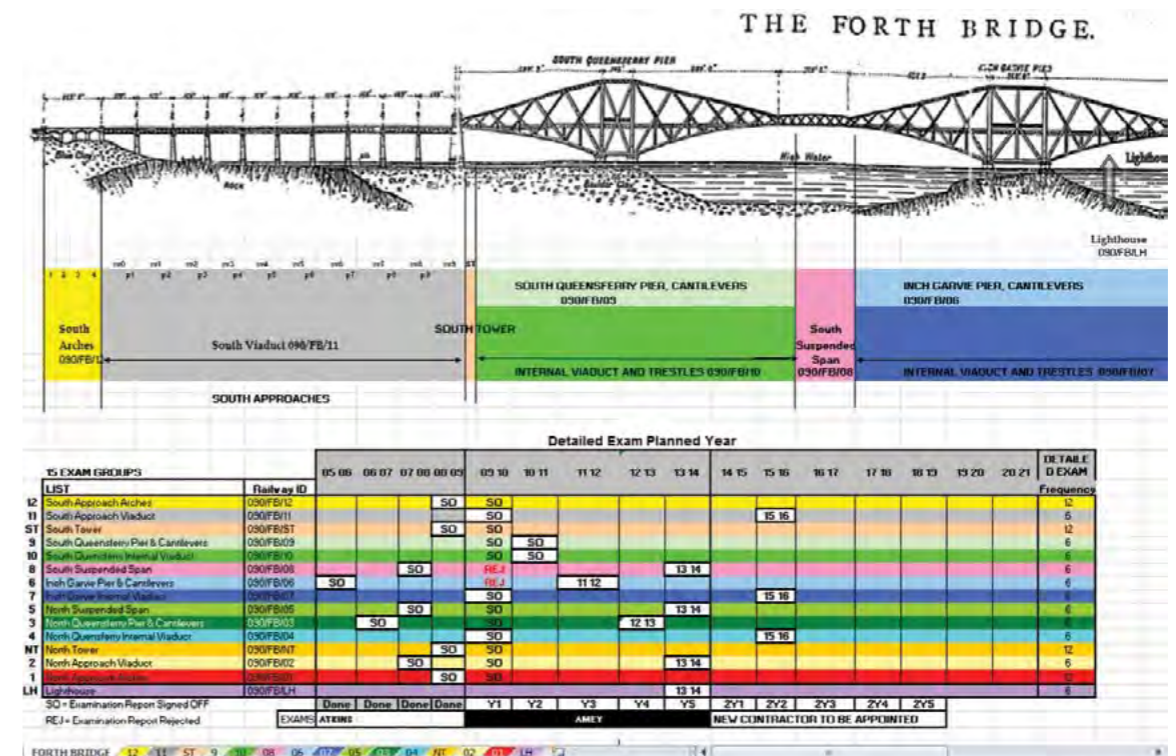 THE FORTH BRIDGE.
SOUTH QUEENSFERRY PIER
High Water
Rock
Lighthouse
090/FB/LH
1 2 3 4
ST
SOUTH QUEENSFERRY PIER, CANTILEVERS
090/FB/09
INCH GARVIE PIER, CANTILEVERS
090/FB/06
South
Arches
090/FB/12
South Viaduct 090/FB/11
SOUTH TOWER
South
Suspended
Span
090/FB/08
INTERNAL VIADUCT AND TRESTLES 090/FB/10
INTERNAL VIADUCT AND TRESTLES 090/FB/07
SOUTH APPROACHES
Detailed Exam Planned Year
15 EXAM GROUPS 05 06 06 07 07 08 08 09 09 10 10 11 11 12 12 13 13 14 14 15 15 16 16 17 17 18 18 19 19 20 20 21 DETAILE
D EXAM
LIST Railway ID Frequency
12 South Approach Arches 090/FB/12 SO SO 12
11 South Approach Viaduct 090/FB/11 SO 15 16 6
ST South Tower 090/FB/ST SO SO 12
9 South Queensferry Pier & Cantilevers 090/FB/09 SO SO 6
10 South Queensferry Internal Viaduct 090/FB/10 SO SO 6
8 South Suspended Span 090/FB/08 SO REJ 13 14 6
6 Inch Garvie Pier & Cantilevers 090/FB/06 SO REJ 11 12 6
7 Inch Garvie Internal Viaduct 090/FB/07 SO 15 16 6
5 North Suspended Span 090/FB/05 SO SO 13 14 6
3 North Queensferry Pier & Cantilevers 090/FB/03 SO SO 12 13 6
4 North Queensferry Internal Viaduct 090/FB/04 SO 15 16 6
NT North Tower 090/FB/NT SO SO 12
2 North Approach Viaduct 090/FB/02 SO SO 13 14 6
1 North Approach Arches 090/FB/01 SO SO 12
LH Lighthouse 090/FB/LH 13 14 6
SO = Examination Report Signed OFF Done Done Done Done Y1 Y2 Y3 Y4 Y5 2Y1 2Y2 2Y3 2Y4 2Y5
REJ = Examination Report Rejected EXAMS ATKINS AMEY NEW CONTRACTOR TO BE APPOINTED
FORTH BRIDGE 12 11 ST 9 10 08 06 07 05 03 04 NT 02 01 LH